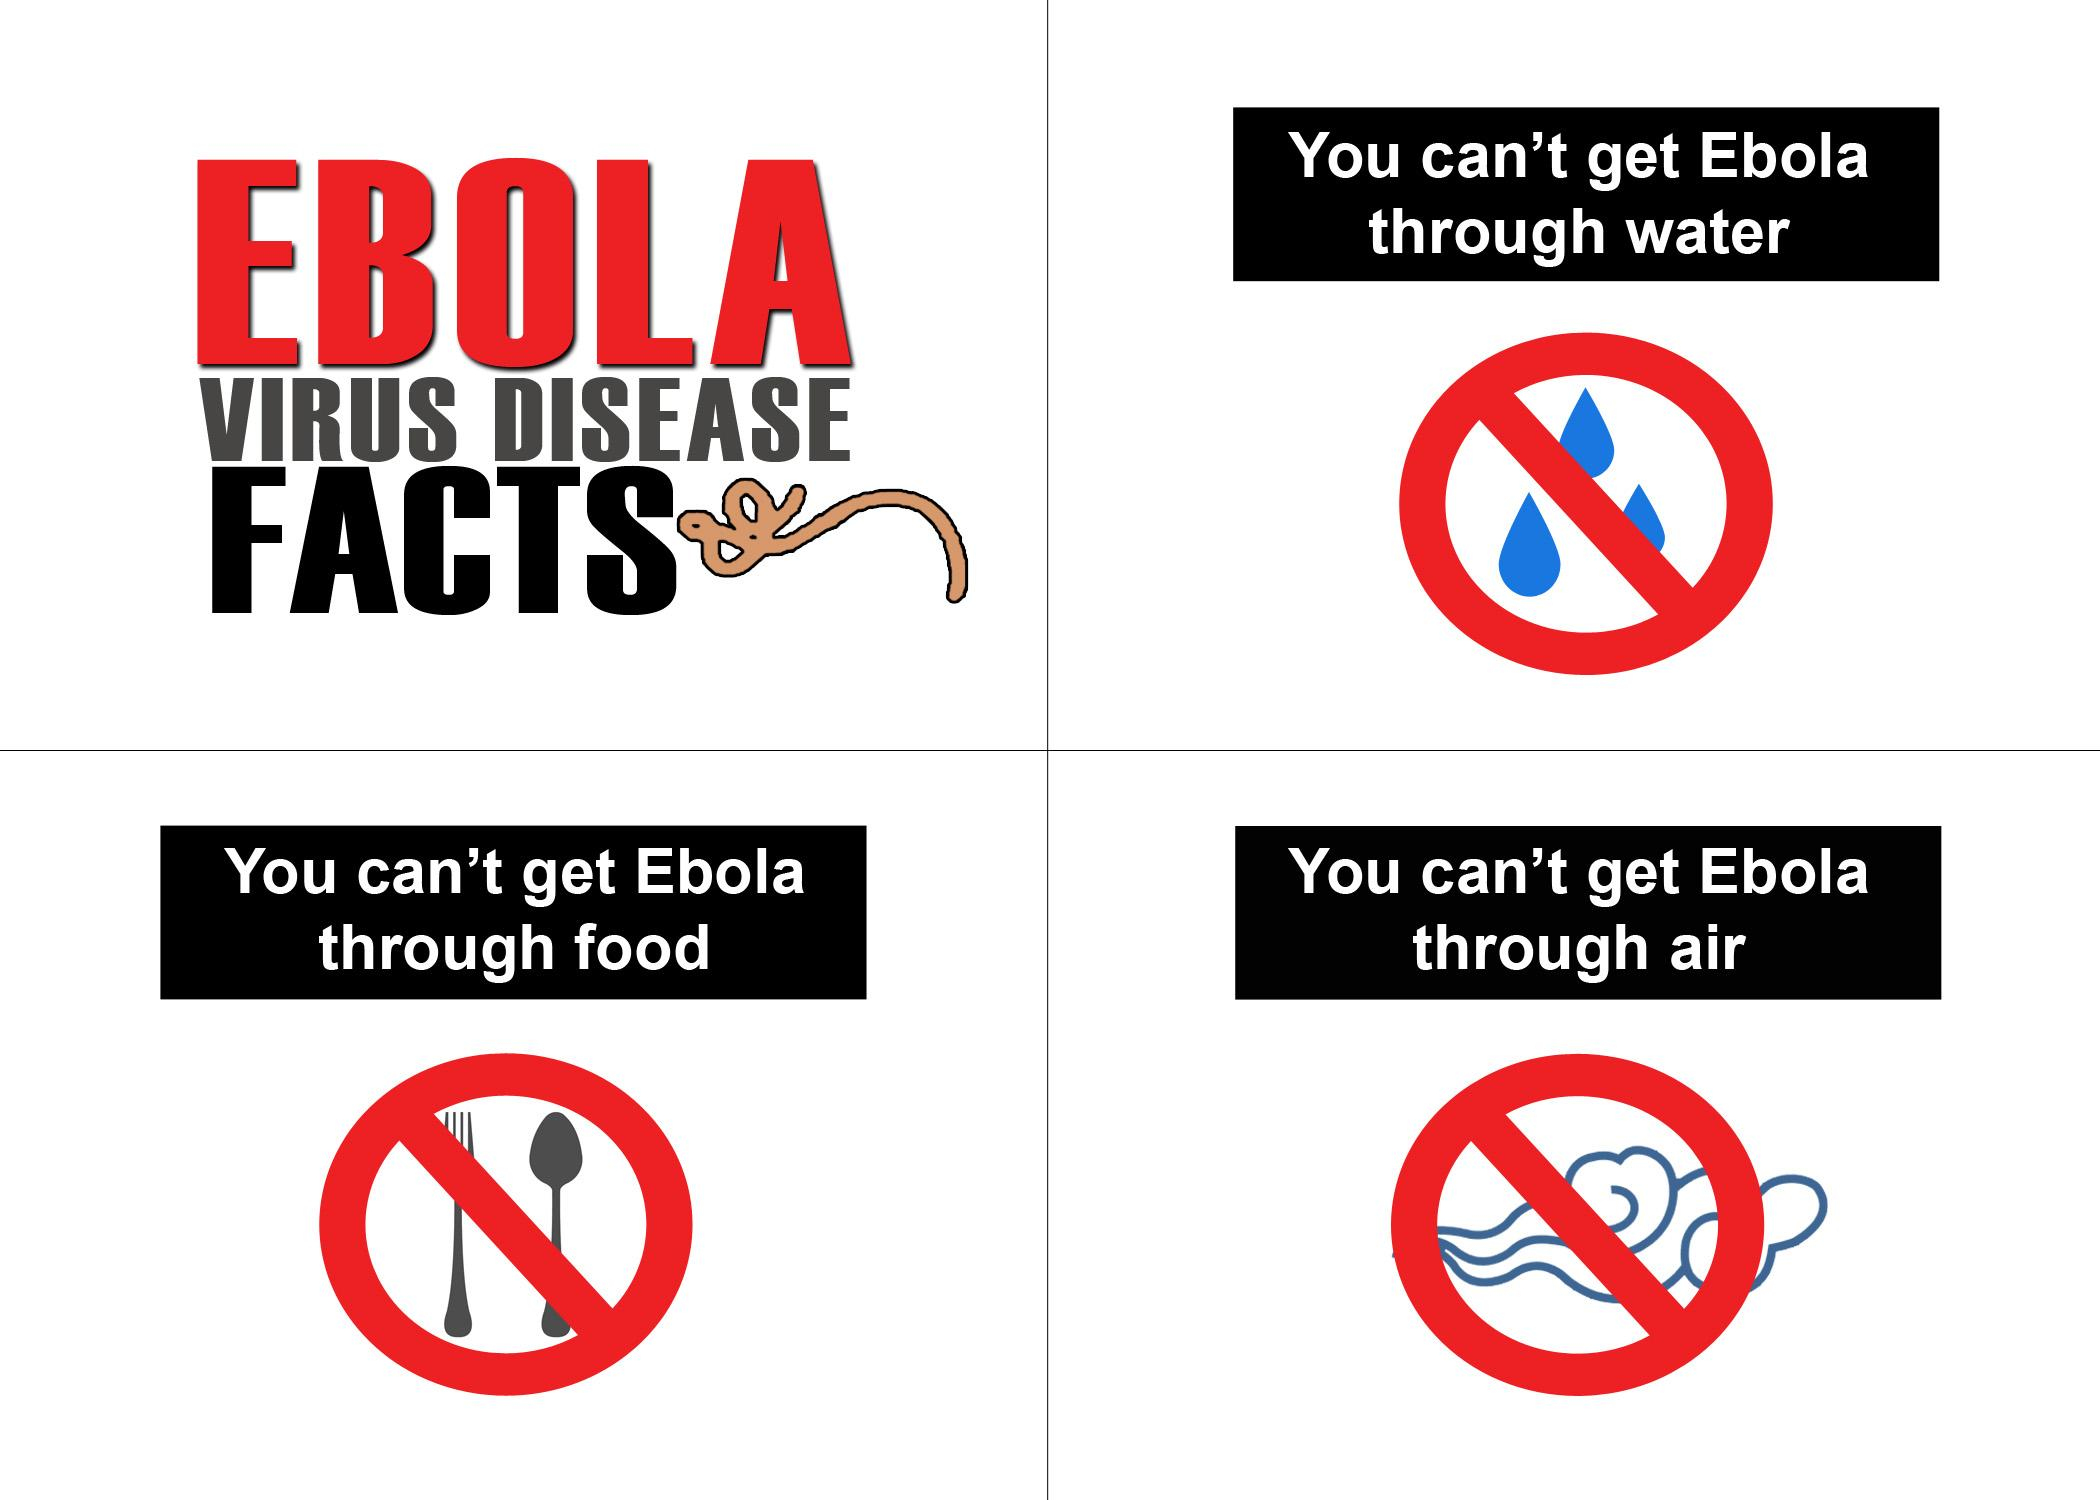 EBOLA
VIRUS DISEASE
FACTS
You can’t get Ebola
through water
You can’t get Ebola
through food
You can’t get Ebola
through air